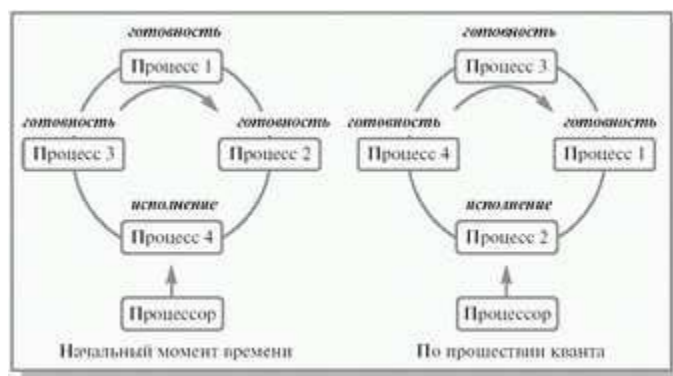 готовность
Процесс 1
готовность
готовность
Процесс 3
Процесс 2
исполнение
Процесс 4
Процессор
Начальный момент времени
готовность
Процесс 3
готовность
готовность
Процесс 4
Процесс 1
исполнение
Процесс 2
Процессор
По прошествии кванта